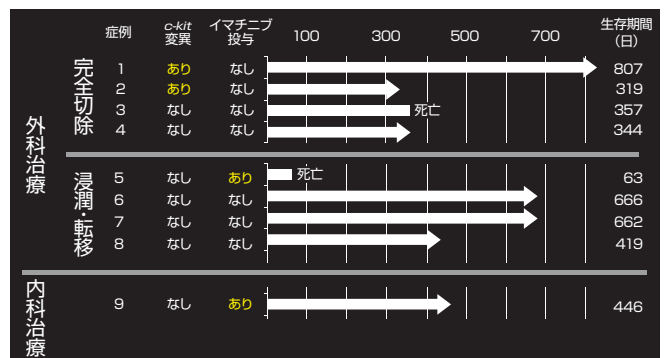 症例 c-kit変異 イマチニブ投与 100 300 500 700 生存期間（日）
外科治療
完全切除
1 あり なし 807
2 あり なし 319
3 なし なし 死亡 357
4 なし なし 344
浸潤・転移
5 なし あり 死亡 63
6 なし なし 666
7 なし なし 662
8 なし なし 419
内科治療
9 なし あり 446